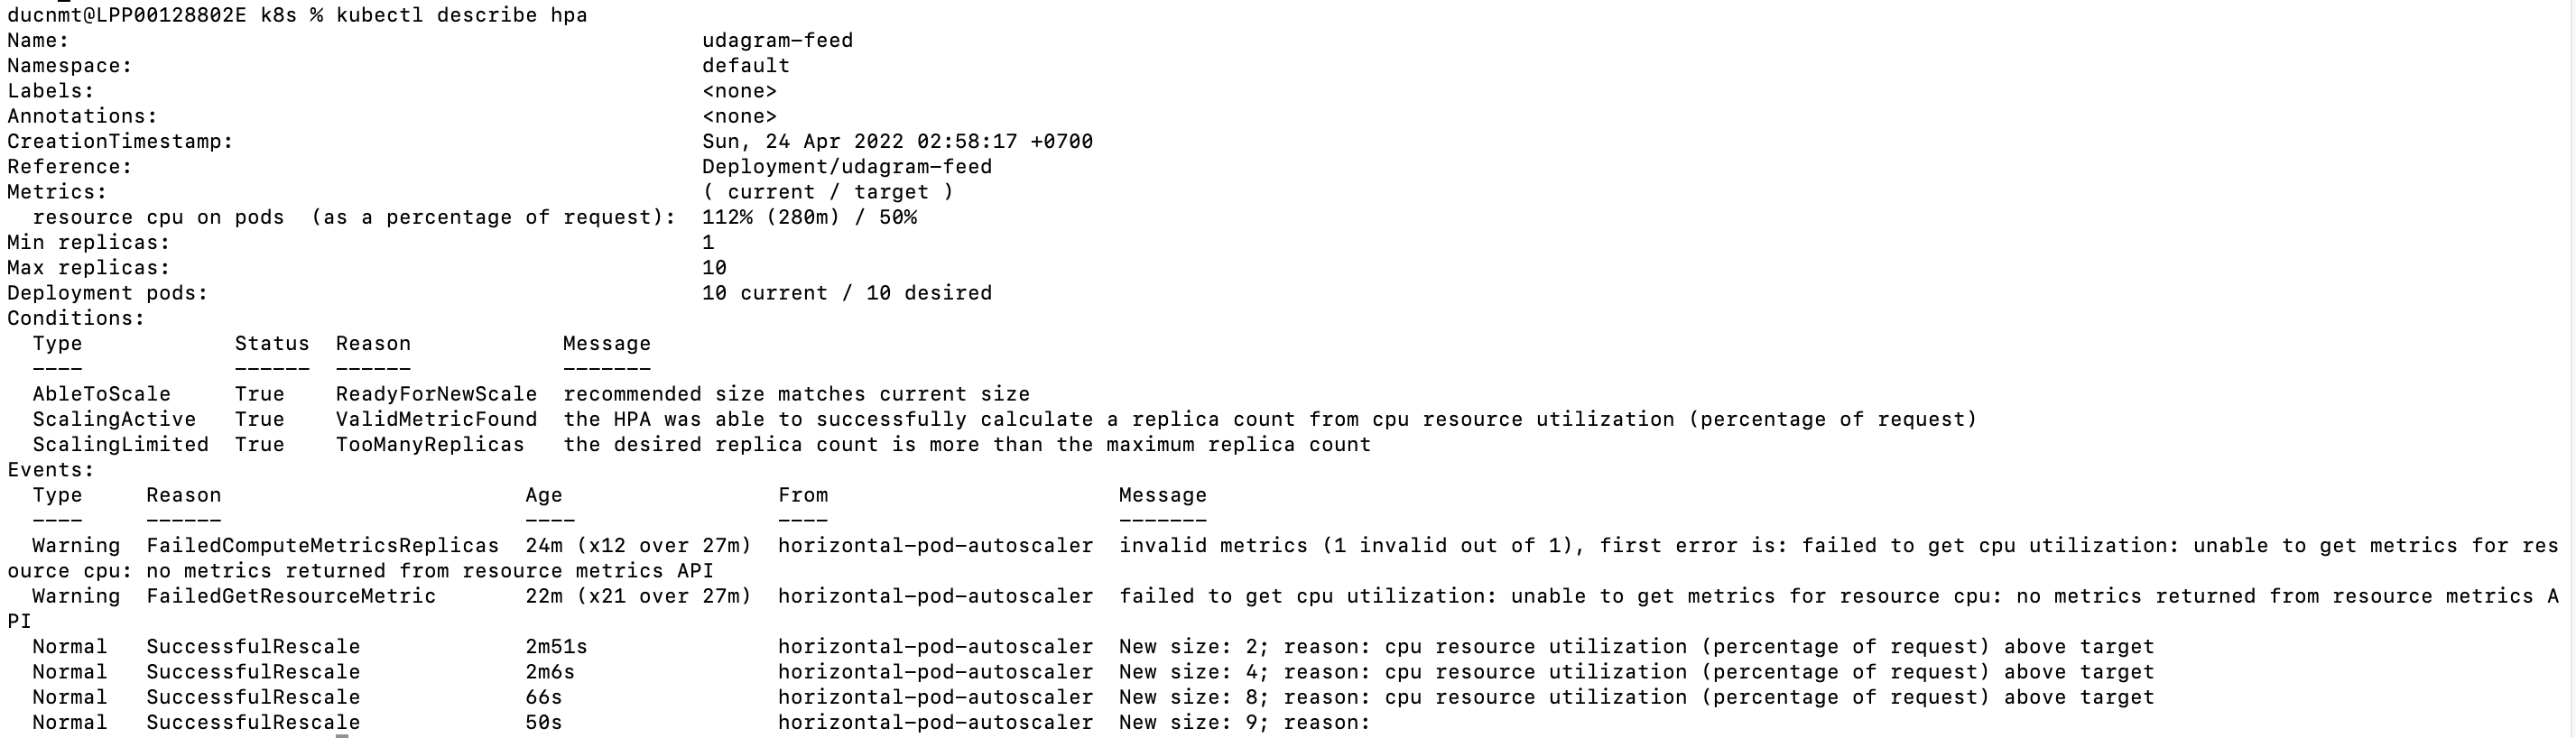 ducnmt@LPP00128802E k8s % kubectl describe hpa
Name:                                                  udagram-feed
Namespace:                                             default
Labels:                                                <none>
Annotations:                                           <none>
CreationTimestamp:                                     Sun, 24 Apr 2022 02:58:17 +0700
Reference:                                             Deployment/udagram-feed
Metrics:                                               ( current / target )
  resource cpu on pods  (as a percentage of request):  112% (280m) / 50%
Min replicas:                                          1
Max replicas:                                          10
Deployment pods:                                       10 current / 10 desired
Conditions:
  Type            Status  Reason            Message
  ----            ------  ------            -------
  AbleToScale     True    ReadyForNewScale  recommended size matches current size
  ScalingActive   True    ValidMetricFound  the HPA was able to successfully calculate a replica count from cpu resource utilization (percentage of request)
  ScalingLimited  True    TooManyReplicas   the desired replica count is more than the maximum replica count
Events:
  Type     Reason                        Age                 From                       Message
  ----     ------                        ----                ----                       -------
  Warning  FailedComputeMetricsReplicas  24m (x12 over 27m)  horizontal-pod-autoscaler  invalid metrics (1 invalid out of 1), first error is: failed to get cpu utilization: unable to get metrics for res
ource cpu: no metrics returned from resource metrics API
  Warning  FailedGetResourceMetric       22m (x21 over 27m)  horizontal-pod-autoscaler  failed to get cpu utilization: unable to get metrics for resource cpu: no metrics returned from resource metrics A
PI
  Normal   SuccessfulRescale             2m51s               horizontal-pod-autoscaler  New size: 2; reason: cpu resource utilization (percentage of request) above target
  Normal   SuccessfulRescale             2m6s                horizontal-pod-autoscaler  New size: 4; reason: cpu resource utilization (percentage of request) above target
  Normal   SuccessfulRescale             66s                 horizontal-pod-autoscaler  New size: 8; reason: cpu resource utilization (percentage of request) above target
  Normal   SuccessfulRescale             50s                 horizontal-pod-autoscaler  New size: 9; reason: